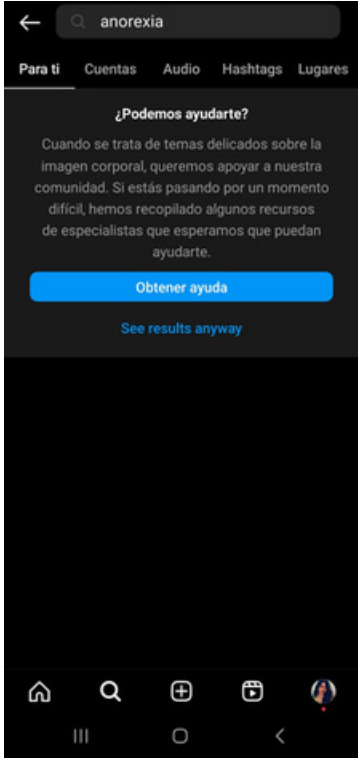 anorexia
Para ti Cuentas Audio Hashtags Lugares
¿Podemos ayudarte?
Cuando se trata de temas delicados sobre la
imagen corporal, queremos apoyar a nuestra
comunidad. Si estás pasando por un momento
difícil, hemos recopilado algunos recursos
de especialistas que esperamos que puedan
ayudarte.
Obtener ayuda
See results anyway